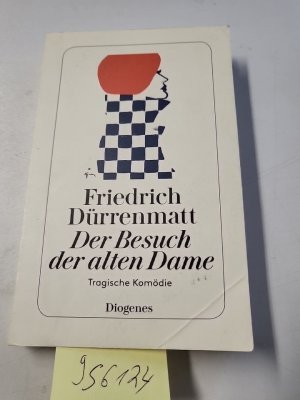 Friedrich
Dürrenmatt
Der Besuch
der alten Dame
Tragische Komödie
Diogenes
956124